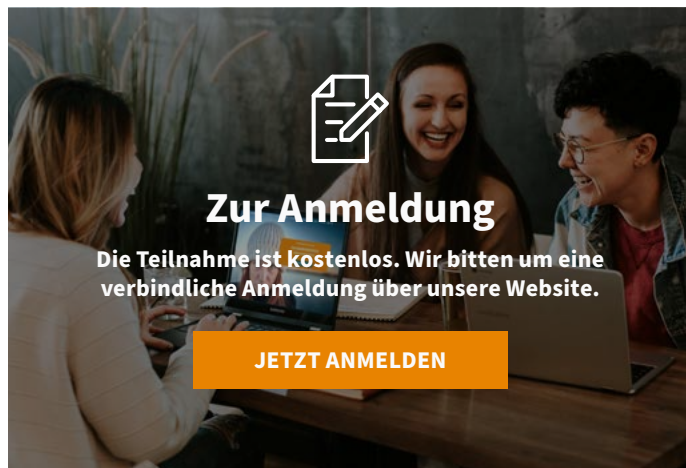 Zur Anmeldung
Die Teilnahme ist kostenlos. Wir bitten um eine
verbindliche Anmeldung über unsere Website.
JETZT ANMELDEN